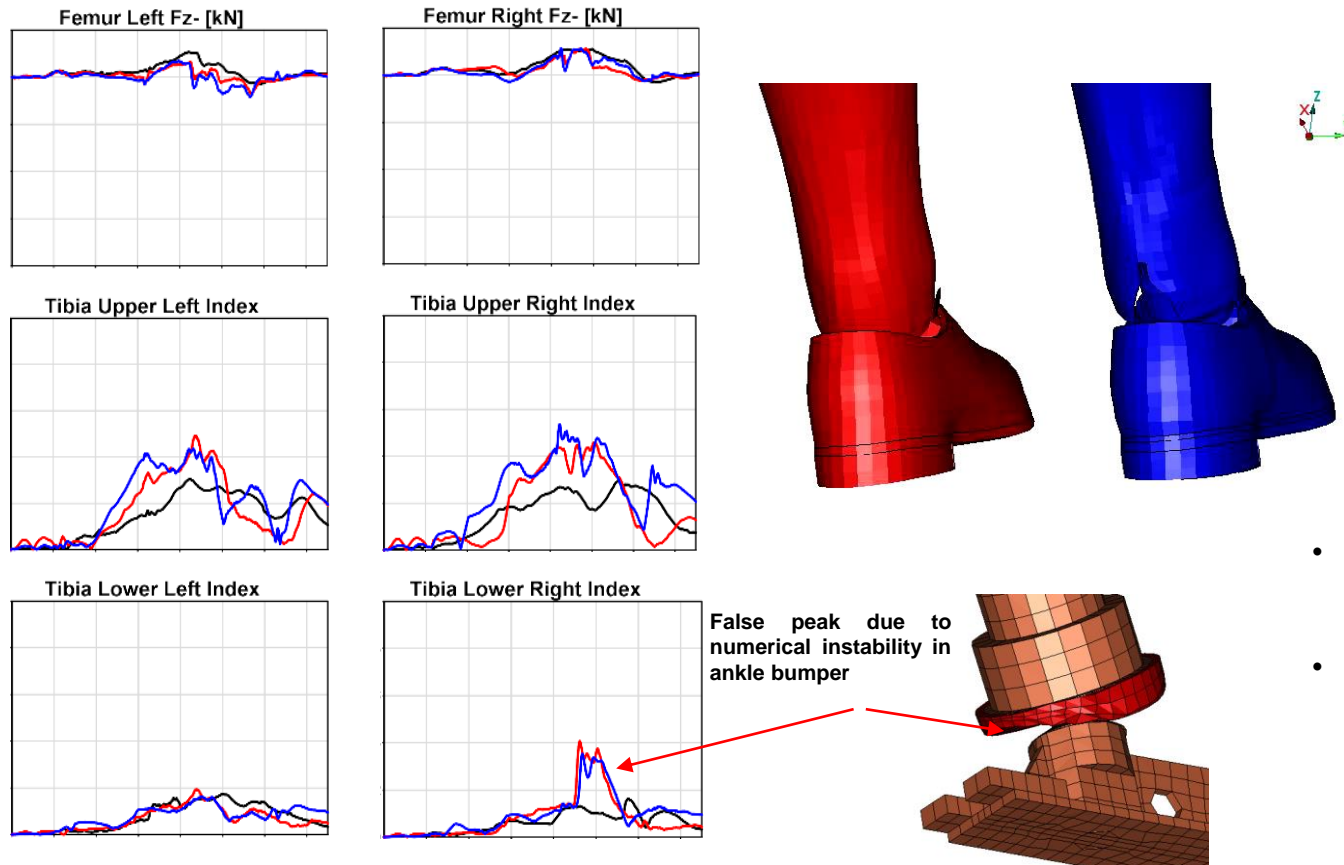 Femur Left Fz- [kN]
Femur Right Fz- [kN]
X
Z
Tibia Upper Left Index
Tibia Upper Right Index
•
Tibia Lower Left Index
Tibia Lower Right Index
False peak due to
numerical instability in
ankle bumper
•